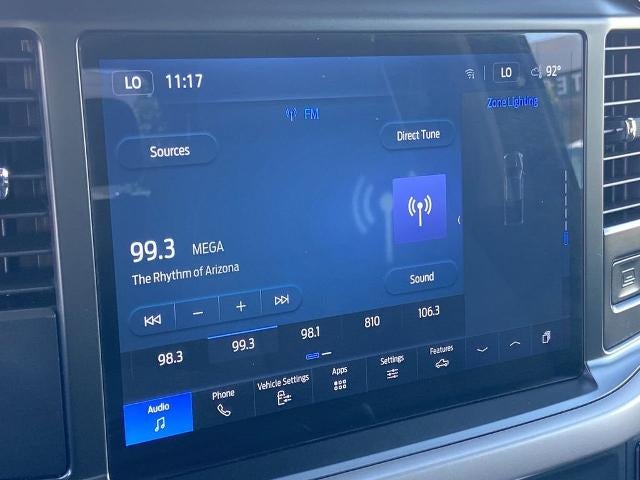 LO 11:17 LO 92°
FM
Zone Lighting
Sources
Direct Tune
99.3 MEGA
The Rhythm of Arizona
Sound
98.3 99.3 98.1 810 106.3
Audio Phone Vehicle Settings Apps Settings Features